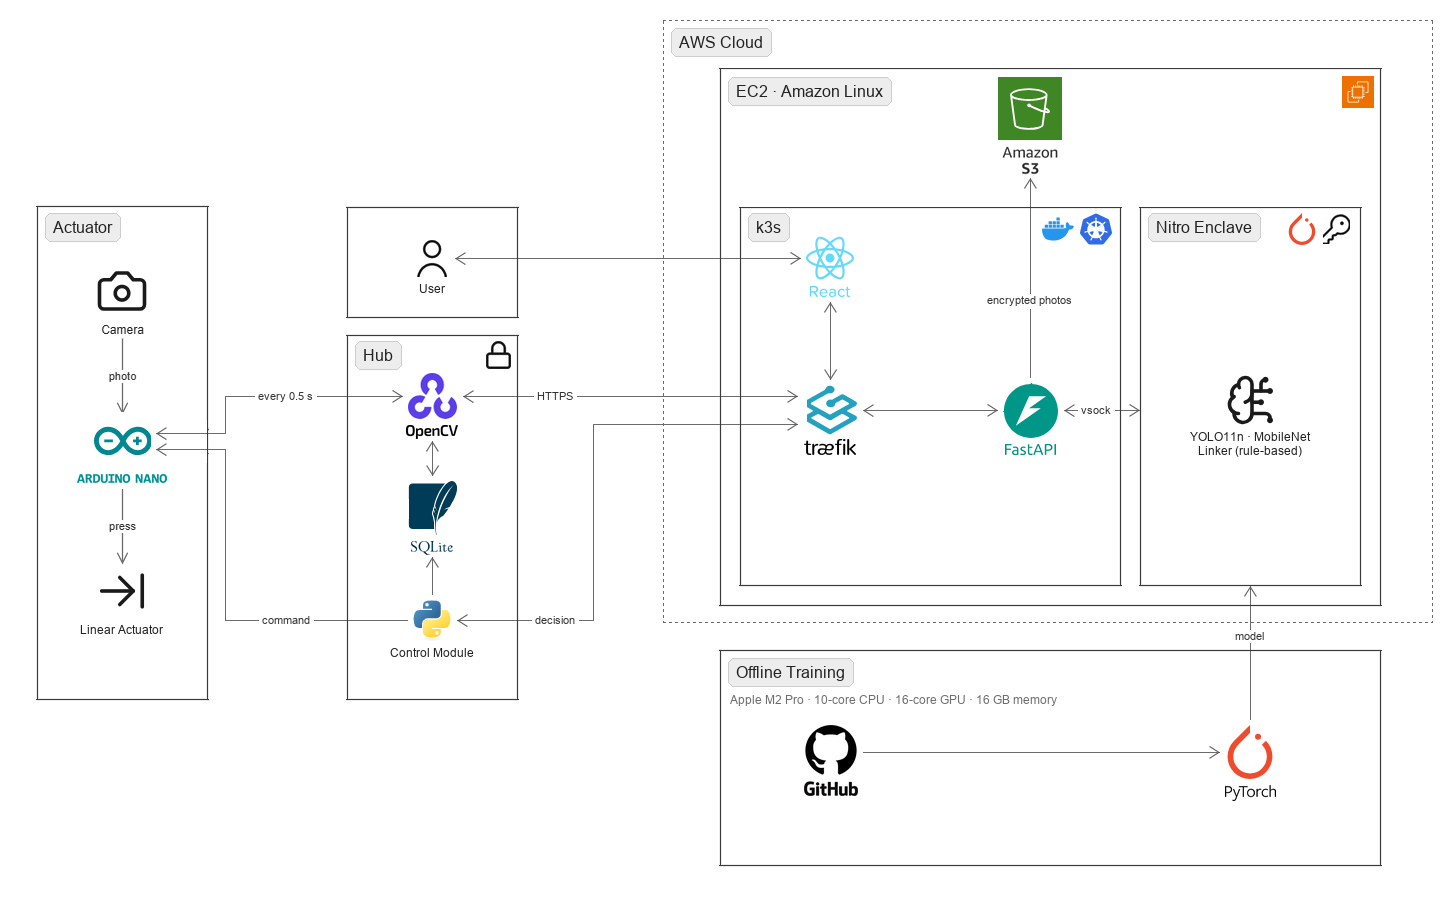 AWS Cloud
EC2 · Amazon Linux
Amazon
S3
Actuator
Camera
photo
ARDUINO NANO
press
Linear Actuator
User
Hub
every 0.5 s
OpenCV
SQLite
command
Control Module
HTTPS
decision
k3s
React
encrypted photos
træfik
FastAPI
vsock
Nitro Enclave
YOLO11n · MobileNet
Linker (rule-based)
model
Offline Training
Apple M2 Pro · 10-core CPU · 16-core GPU · 16 GB memory
GitHub
PyTorch